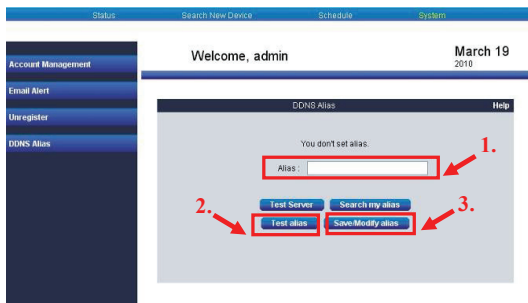 Status Search New Device Schedule System
Welcome, admin
March 19
2010
Account Management
Email Alert
Unregister
DDNS Alias
DDNS Alias Help
You don't set alias.
1.
Alias :
Test Server Search my alias
2.
3.
Test alias Save/Modify alias